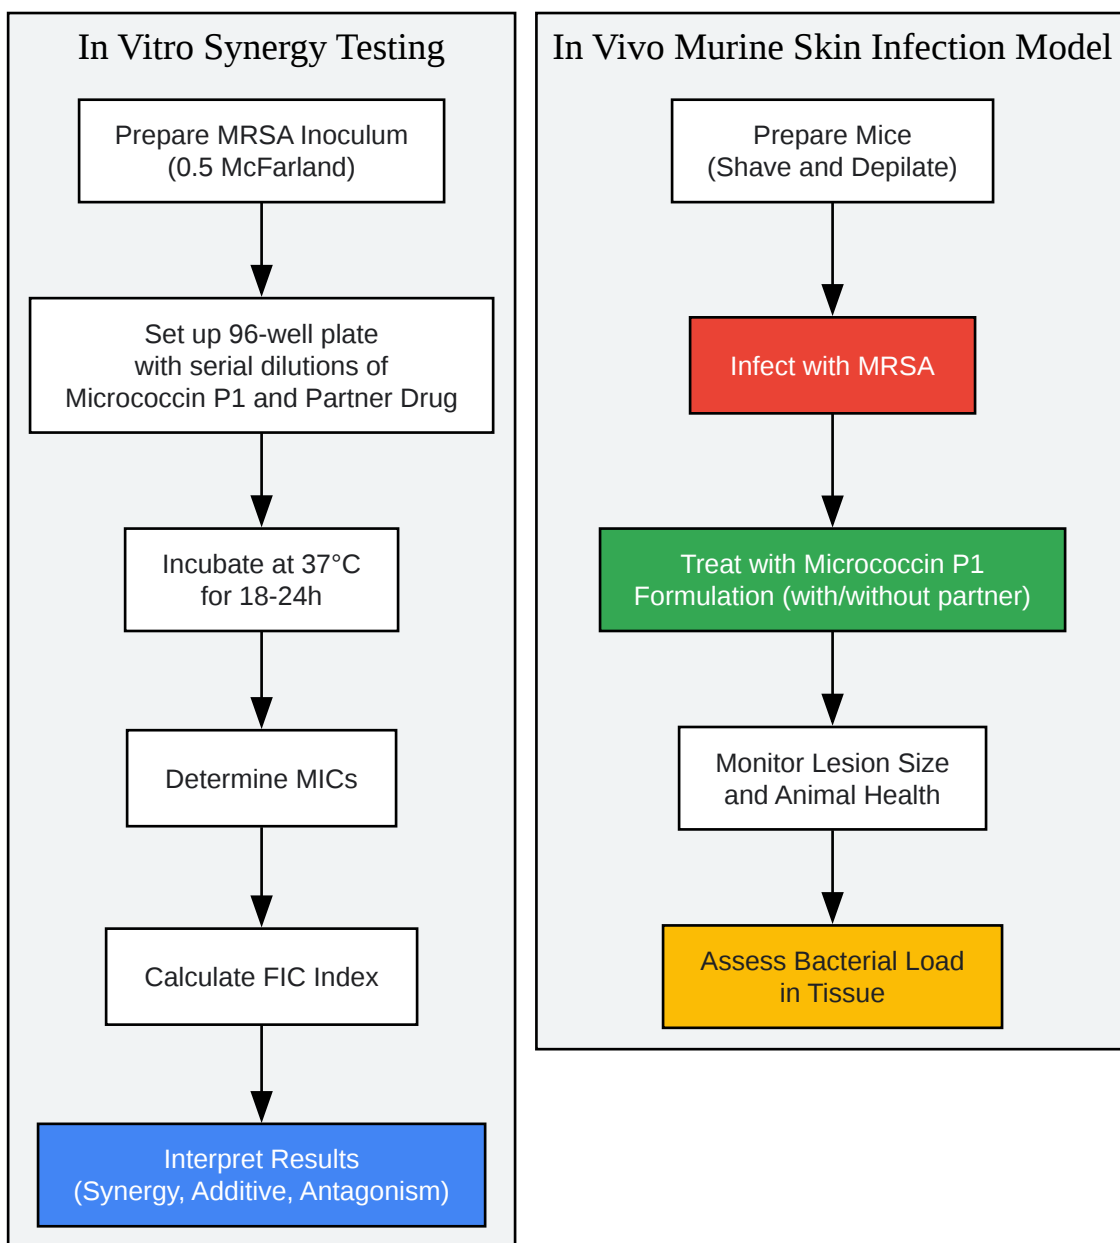 In Vitro Synergy Testing
Prepare MRSA Inoculum
(0.5 McFarland)
Set up 96-well plate
with serial dilutions of
Micrococcin P1 and Partner Drug
Incubate at 37°C
for 18-24h
Determine MICs
Calculate FIC Index
Interpret Results
(Synergy, Additive, Antagonism)
In Vivo Murine Skin Infection Model
Prepare Mice
(Shave and Depilate)
Infect with MRSA
Treat with Micrococcin P1
Formulation (with/without partner)
Monitor Lesion Size
and Animal Health
Assess Bacterial Load
in Tissue